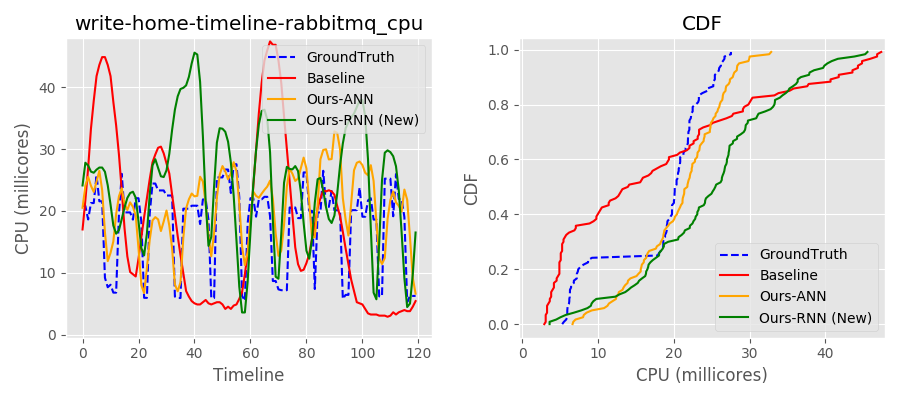 write-home-timeline-rabbitmq_cpu
CPU (millicores)
40
30
20
10
0
0 20 40 60 80 100 120
Timeline
GroundTruth
Baseline
Ours-ANN
Ours-RNN (New)
CDF
CDF
1.0
0.8
0.6
0.4
0.2
0.0
0 10 20 30 40
CPU (millicores)
GroundTruth
Baseline
Ours-ANN
Ours-RNN (New)